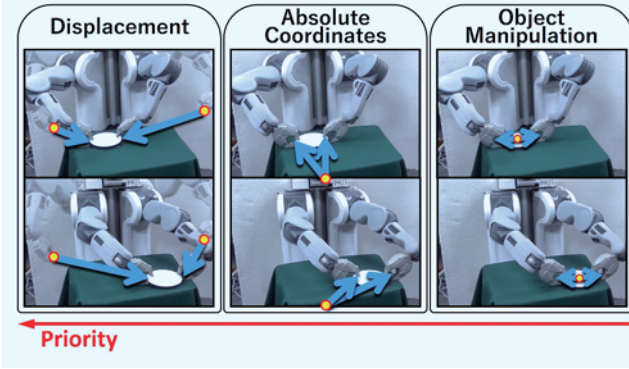 Displacement
Absolute
Coordinates
Object
Manipulation
Priority